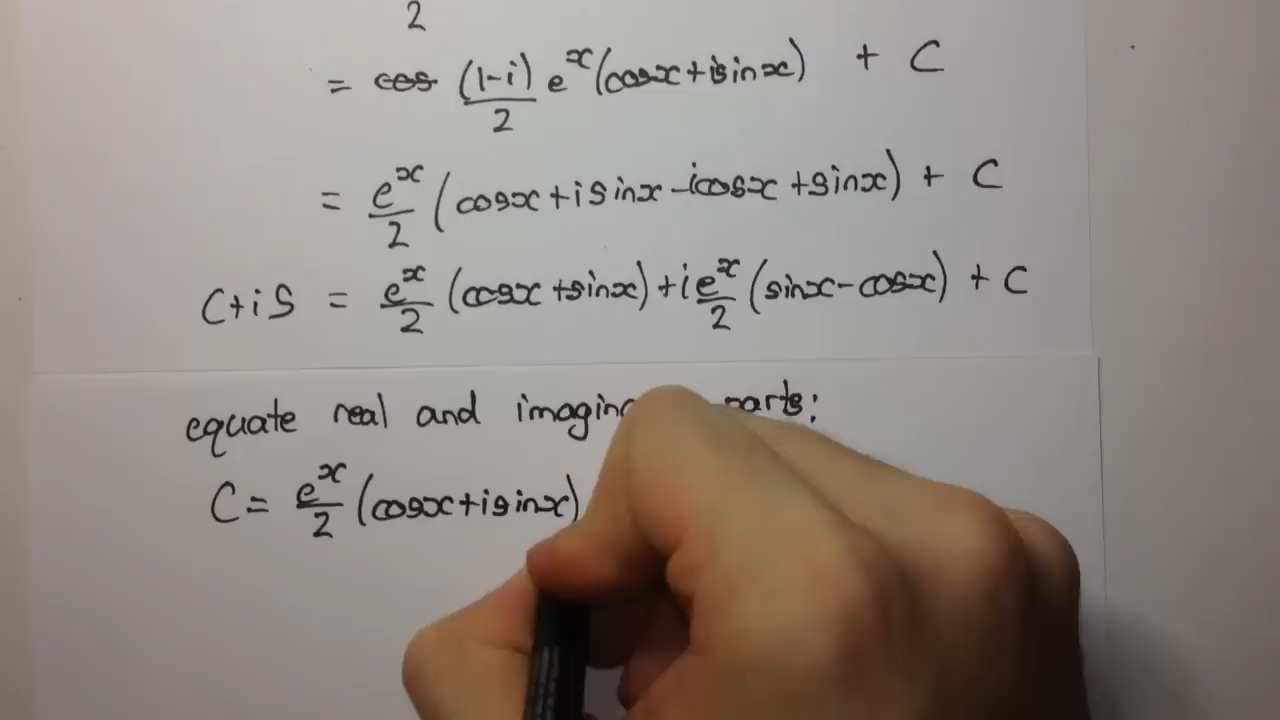 2
= cos (1-i)/2 e^x (cosx + isinx) + C
= e^x/2 (cosx + isinx - icosx + sinx) + C
C+iS = e^x/2 (cosx + sinx) + i e^x/2 (sinx - cosx) + C
equate real and parts:
C = e^x/2 (cosx + isinx)